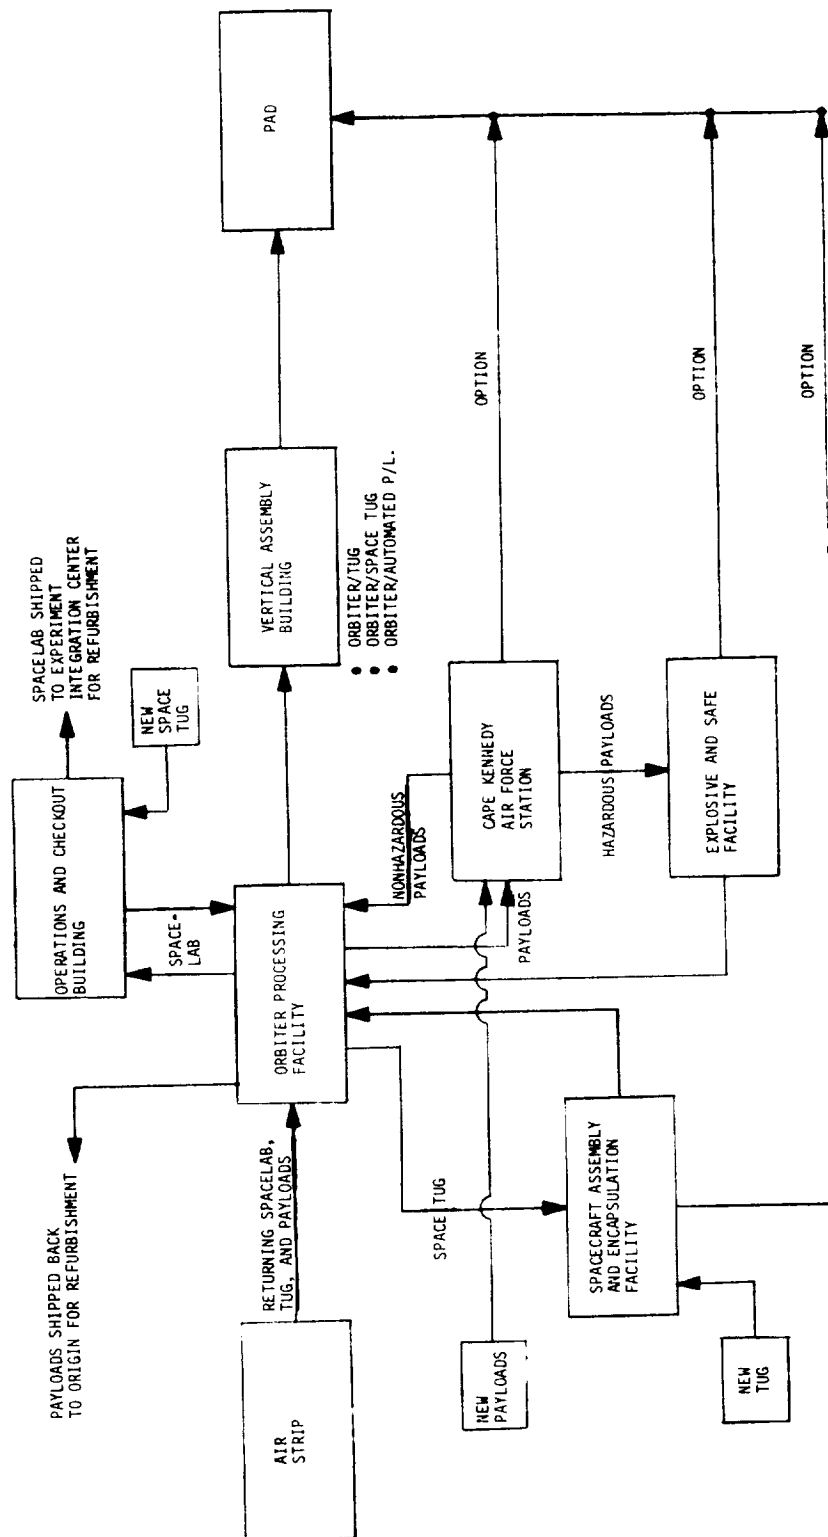 PAYLOADS SHIPPED BACK
TO ORIGIN FOR REFURBISHMENT
SPACELAB SHIPPED
TO EXPERIMENT
INTEGRATION CENTER
FOR REFURBISHMENT
OPERATIONS AND CHECKOUT
BUILDING
NEW
SPACE
TUG
SPACE-
LAB
AIR
STRIP
RETURNING SPACELAB,
TUG, AND PAYLOADS
ORBITER PROCESSING
FACILITY
VERTICAL ASSEMBLY
BUILDING
PAD
● ORBITER/TUG
● ORBITER/SPACE TUG
● ORBITER/AUTOMATED P/L.
NONHAZARDOUS
PAYLOADS
SPACE TUG
PAYLOADS
NEW
PAYLOADS
CAPE KENNEDY
AIR FORCE
STATION
OPTION
HAZARDOUS PAYLOADS
SPACECRAFT ASSEMBLY
AND ENCAPSULATION
FACILITY
EXPLOSIVE AND SAFE
FACILITY
OPTION
NEW
TUG
OPTION